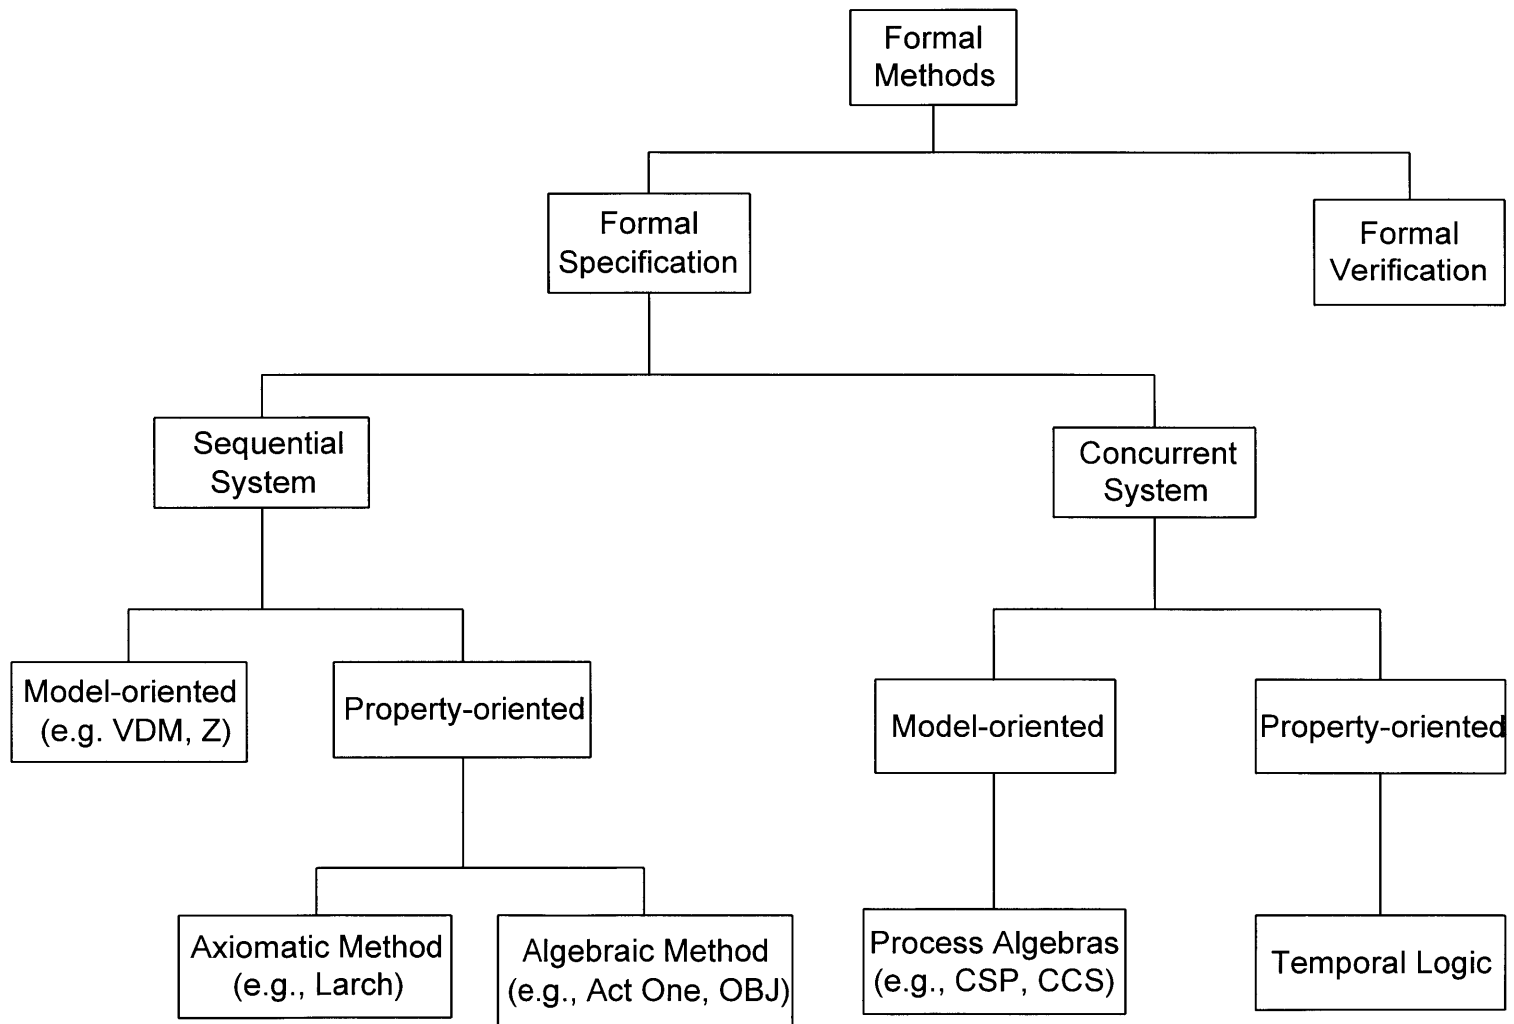 Formal
Methods
Formal
Specification
Formal
Verification
Sequential
System
Concurrent
System
Model-oriented
(e.g. VDM, Z)
Property-oriented
Model-oriented
Property-oriented
Axiomatic Method
(e.g., Larch)
Algebraic Method
(e.g., Act One, OBJ)
Process Algebras
(e.g., CSP, CCS)
Temporal Logic